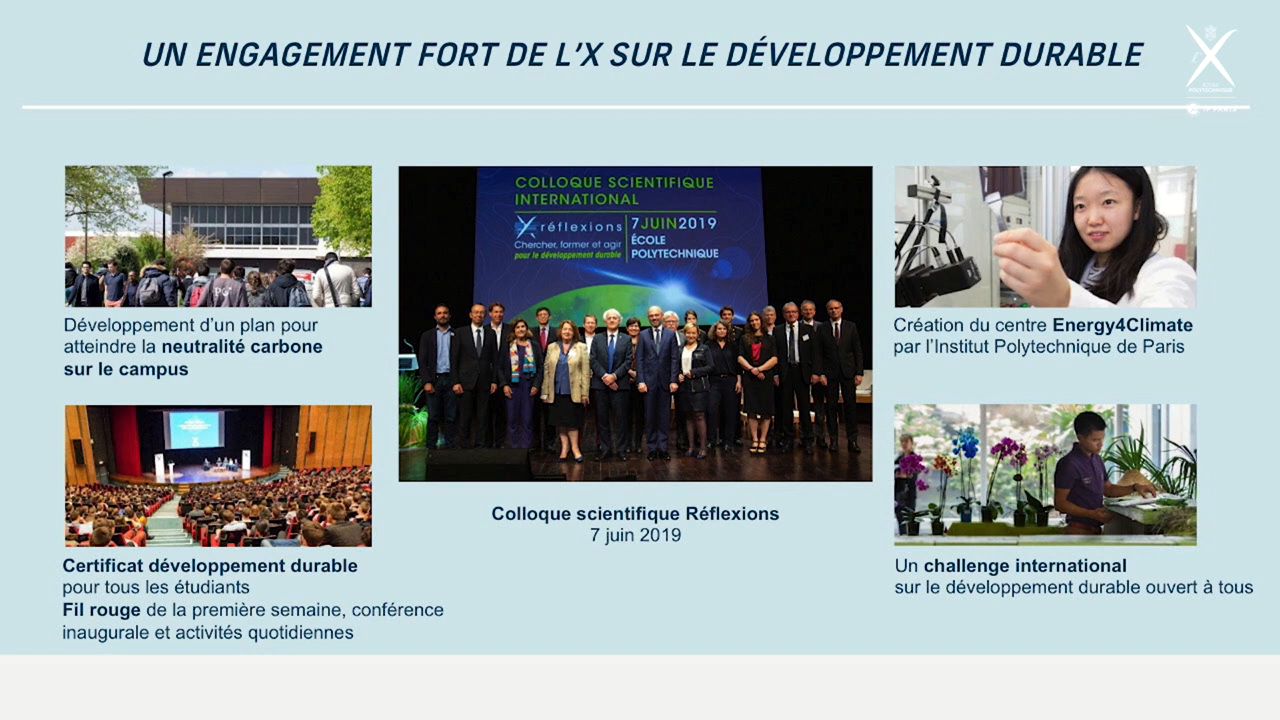 UN ENGAGEMENT FORT DE L'X SUR LE DÉVELOPPEMENT DURABLE
ÉCOLE
POLYTECHNIQUE
IP PARIS
Développement d'un plan pour
atteindre la neutralité carbone
sur le campus
Certificat développement durable
pour tous les étudiants
Fil rouge de la première semaine, conférence
inaugurale et activités quotidiennes
COLLOQUE SCIENTIFIQUE
INTERNATIONAL
réflexions
Chercher, former et agir
pour le développement durable
7 JUIN 2019
ÉCOLE
POLYTECHNIQUE
Colloque scientifique Réflexions
7 juin 2019
Création du centre Energy4Climate
par l'Institut Polytechnique de Paris
Un challenge international
sur le développement durable ouvert à tous